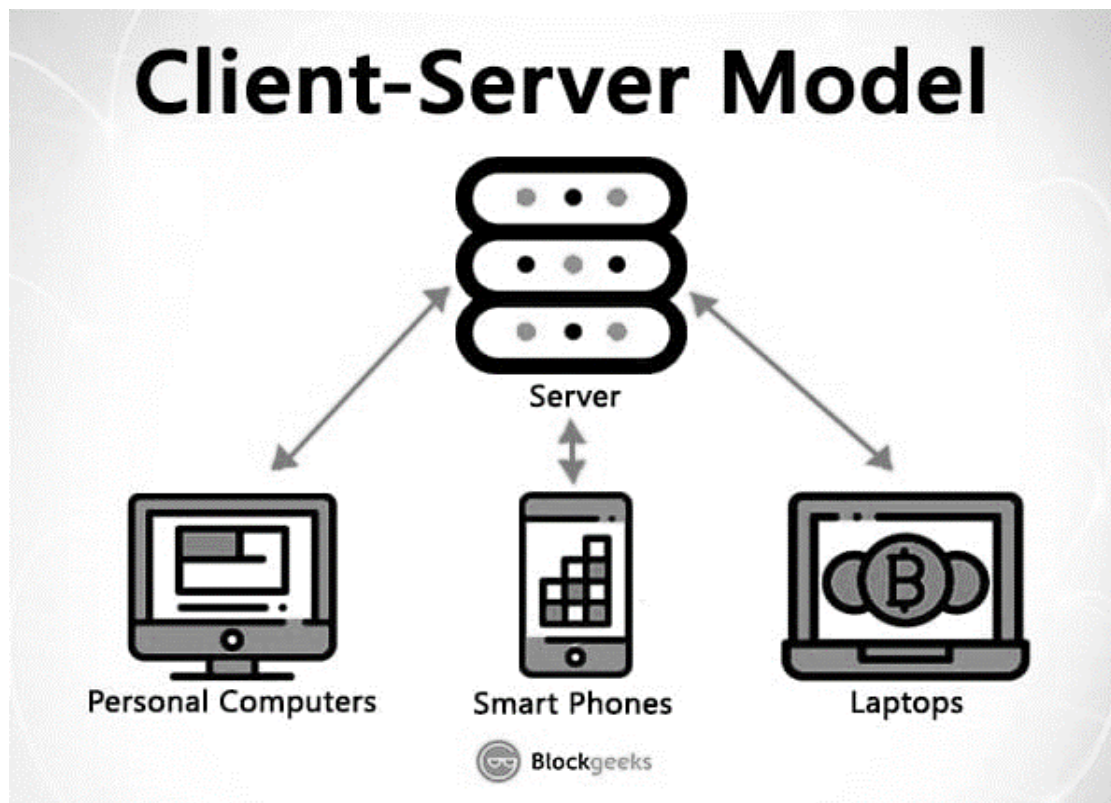 Client-Server Model
Server
Personal Computers
Smart Phones
Laptops
Blockgeeks